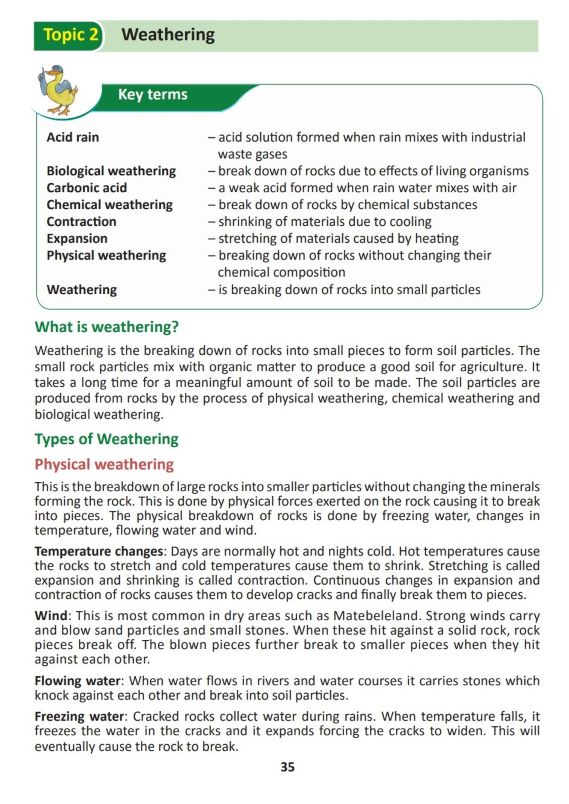 Topic 2 Weathering
Key terms
Acid rain – acid solution formed when rain mixes with industrial
waste gases
Biological weathering – break down of rocks due to effects of living organisms
Carbonic acid – a weak acid formed when rain water mixes with air
Chemical weathering – break down of rocks by chemical substances
Contraction – shrinking of materials due to cooling
Expansion – stretching of materials caused by heating
Physical weathering – breaking down of rocks without changing their
chemical composition
Weathering – is breaking down of rocks into small particles
What is weathering?
Weathering is the breaking down of rocks into small pieces to form soil particles. The
small rock particles mix with organic matter to produce a good soil for agriculture. It
takes a long time for a meaningful amount of soil to be made. The soil particles are
produced from rocks by the process of physical weathering, chemical weathering and
biological weathering.
Types of Weathering
Physical weathering
This is the breakdown of large rocks into smaller particles without changing the minerals
forming the rock. This is done by physical forces exerted on the rock causing it to break
into pieces. The physical breakdown of rocks is done by freezing water, changes in
temperature, flowing water and wind.
Temperature changes: Days are normally hot and nights cold. Hot temperatures cause
the rocks to stretch and cold temperatures cause them to shrink. Stretching is called
expansion and shrinking is called contraction. Continuous changes in expansion and
contraction of rocks causes them to develop cracks and finally break them to pieces.
Wind: This is most common in dry areas such as Matebeleland. Strong winds carry
and blow sand particles and small stones. When these hit against a solid rock, rock
pieces break off. The blown pieces further break to smaller pieces when they hit
against each other.
Flowing water: When water flows in rivers and water courses it carries stones which
knock against each other and break into soil particles.
Freezing water: Cracked rocks collect water during rains. When temperature falls, it
freezes the water in the cracks and it expands forcing the cracks to widen. This will
eventually cause the rock to break.
35